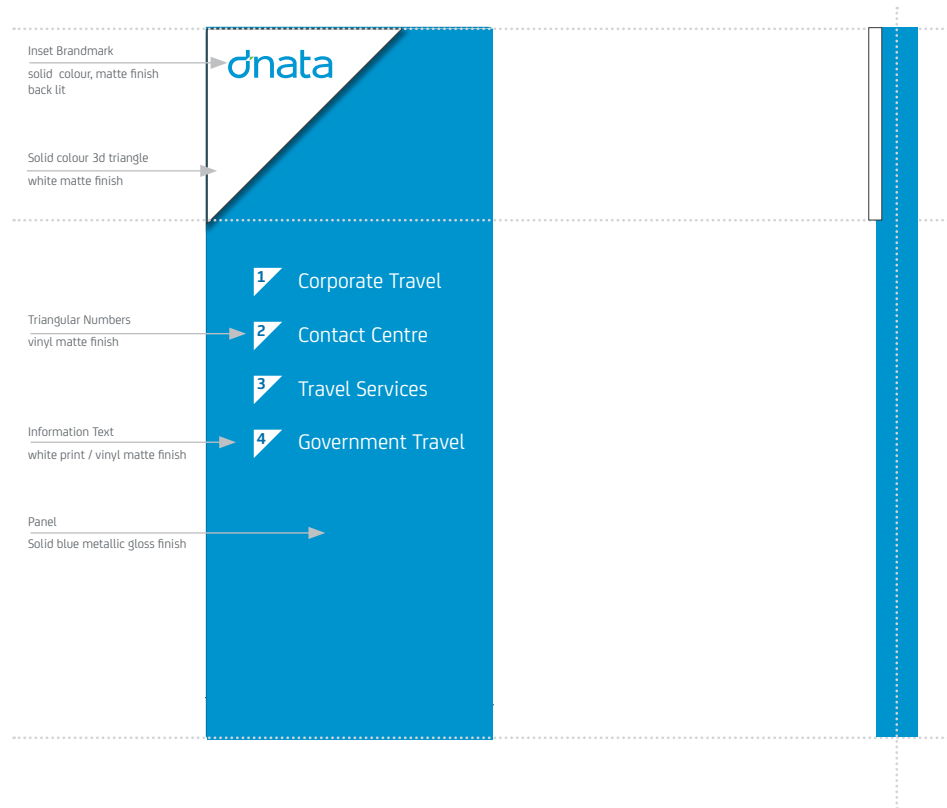 Inset Brandmark
solid colour, matte finish
back lit
dnata
Solid colour 3d triangle
white matte finish
1 Corporate Travel
Triangular Numbers
vinyl matte finish
2 Contact Centre
3 Travel Services
Information Text
white print / vinyl matte finish
4 Government Travel
Panel
Solid blue metallic gloss finish